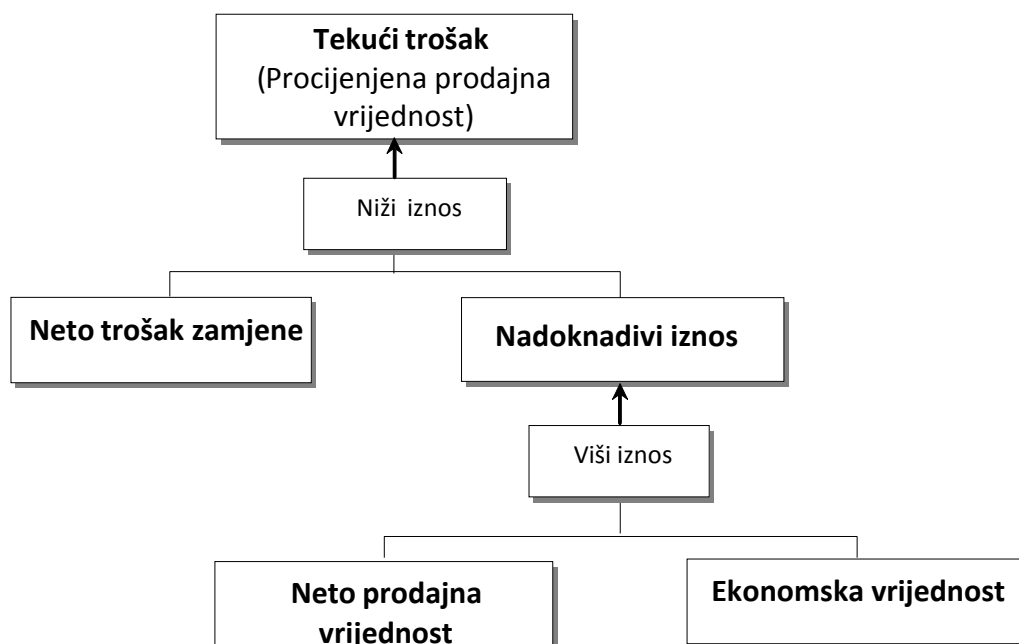 Tekući trošak
(Procijenjena prodajna
vrijednost)
Niži iznos
Neto trošak zamjene
Nadoknadivi iznos
Viši iznos
Neto prodajna
vrijednost
Ekonomska vrijednost